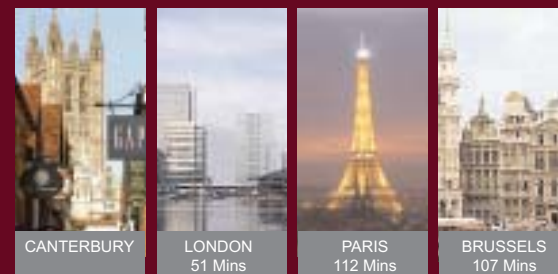 CANTERBURY
LONDON
51 Mins
PARIS
112 Mins
BRUSSELS
107 Mins